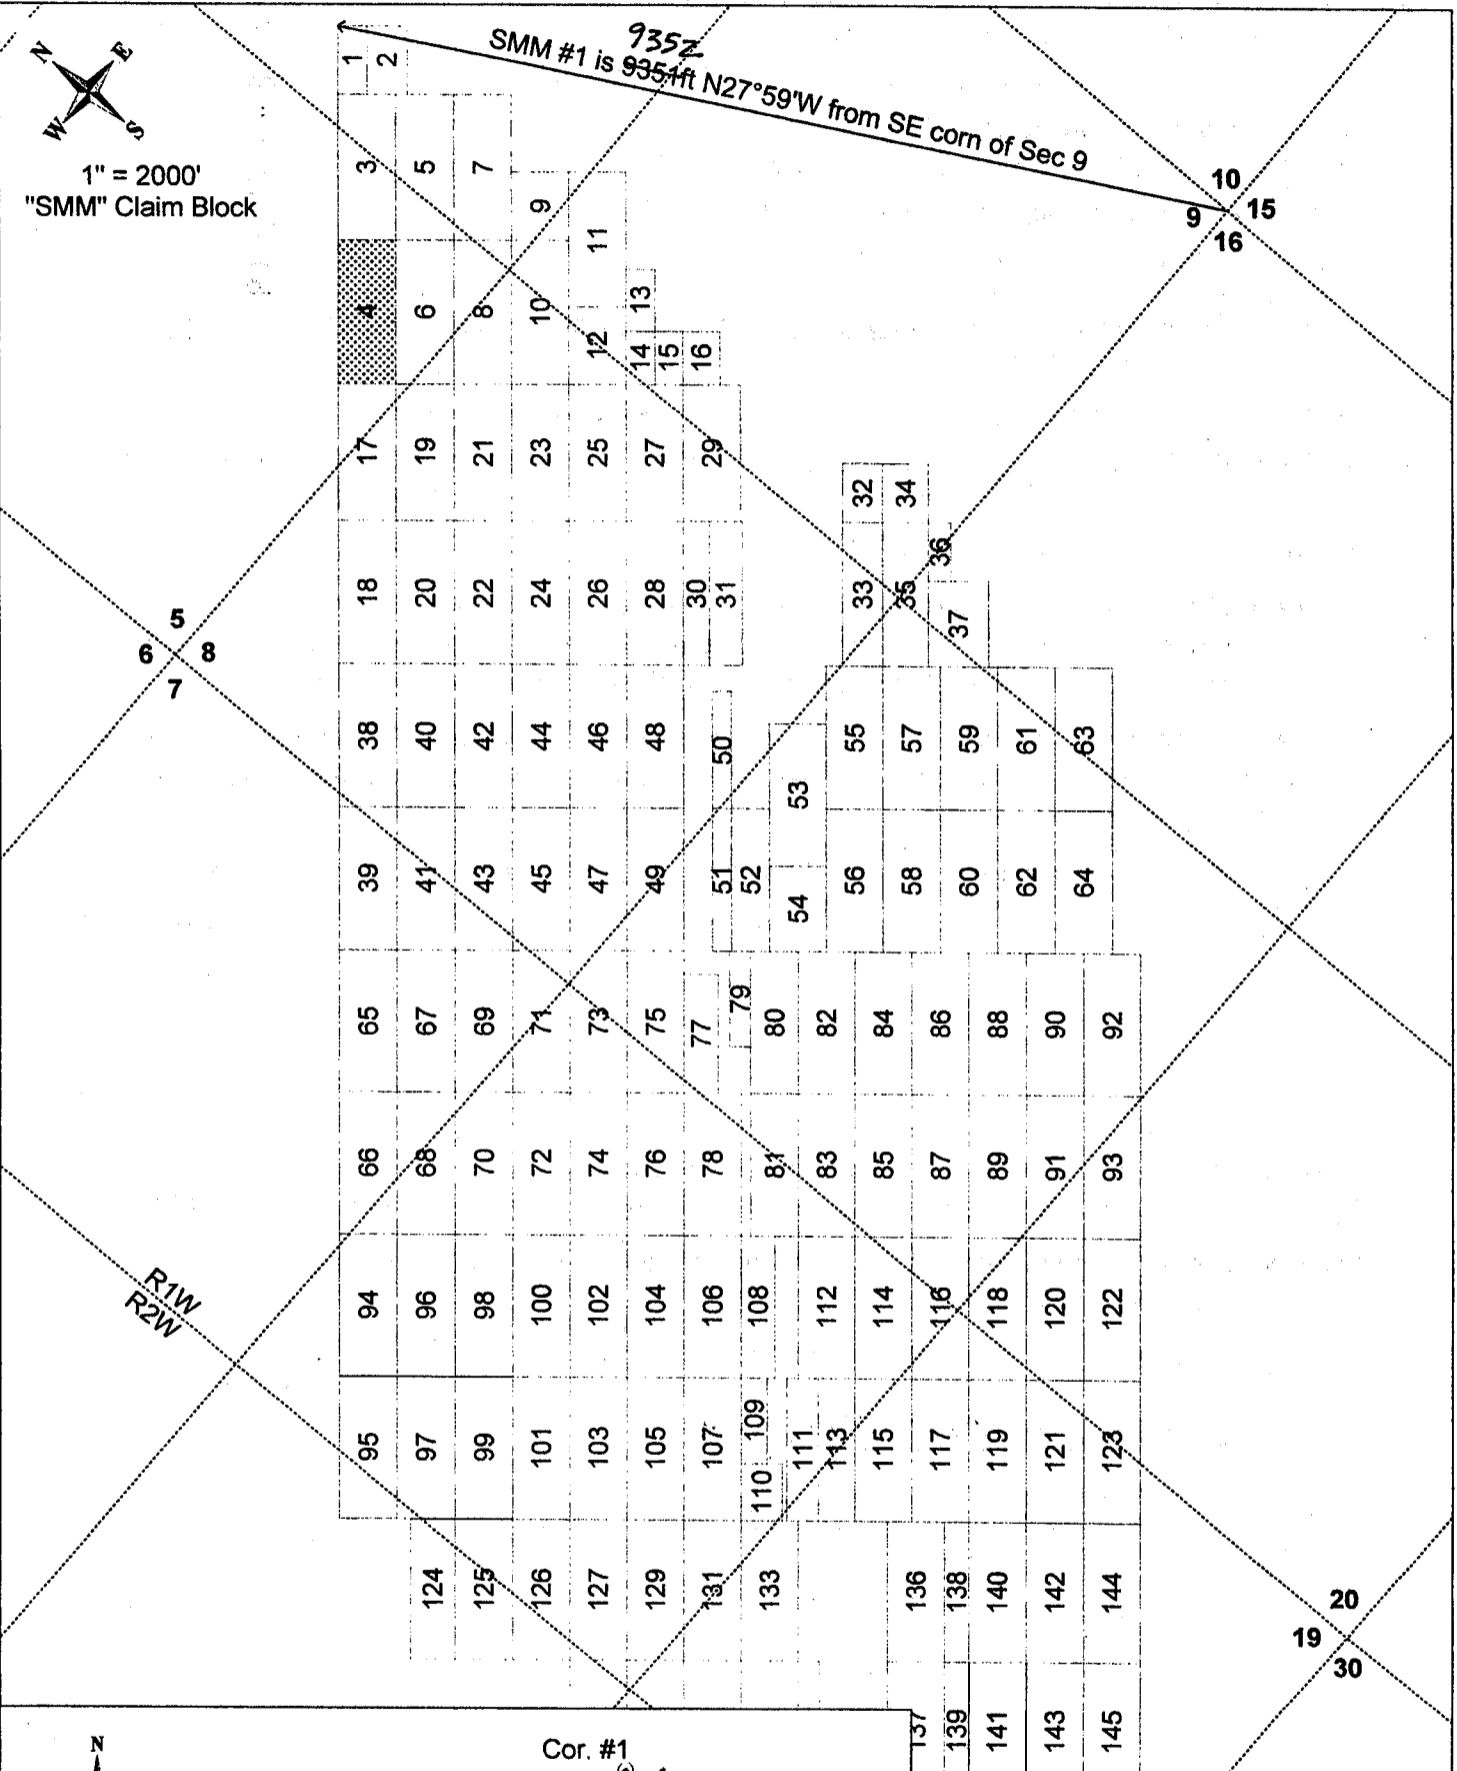 N E
W S
1" = 2000'
"SMM" Claim Block
9352
SMM #1 is 9351ft N27°59'W from SE corn of Sec 9
10
9 15
16
1 2
3 5 7
9
11
4 6 8 10
12 13
14 15 16
17 19 21 23 25 27 29
32 34
36
18 20 22 24 26 28 30 31 33 35
37
5
6 8
7
38 40 42 44 46 48 50 55 57 59 61 63
53
39 41 43 45 47 49 51 52 54 56 58 60 62 64
65 67 69 71 73 75 77 79 80 82 84 86 88 90 92
66 68 70 72 74 76 78 81 83 85 87 89 91 93
R1W
R2W
94 96 98 100 102 104 106 108 112 114 116 118 120 122
95 97 99 101 103 105 107 109 111 113 115 117 119 121 123
110
124 125 126 127 129 131 133 136 138 140 142 144
20
19
30
137 139 141 143 145
N
Cor. #1